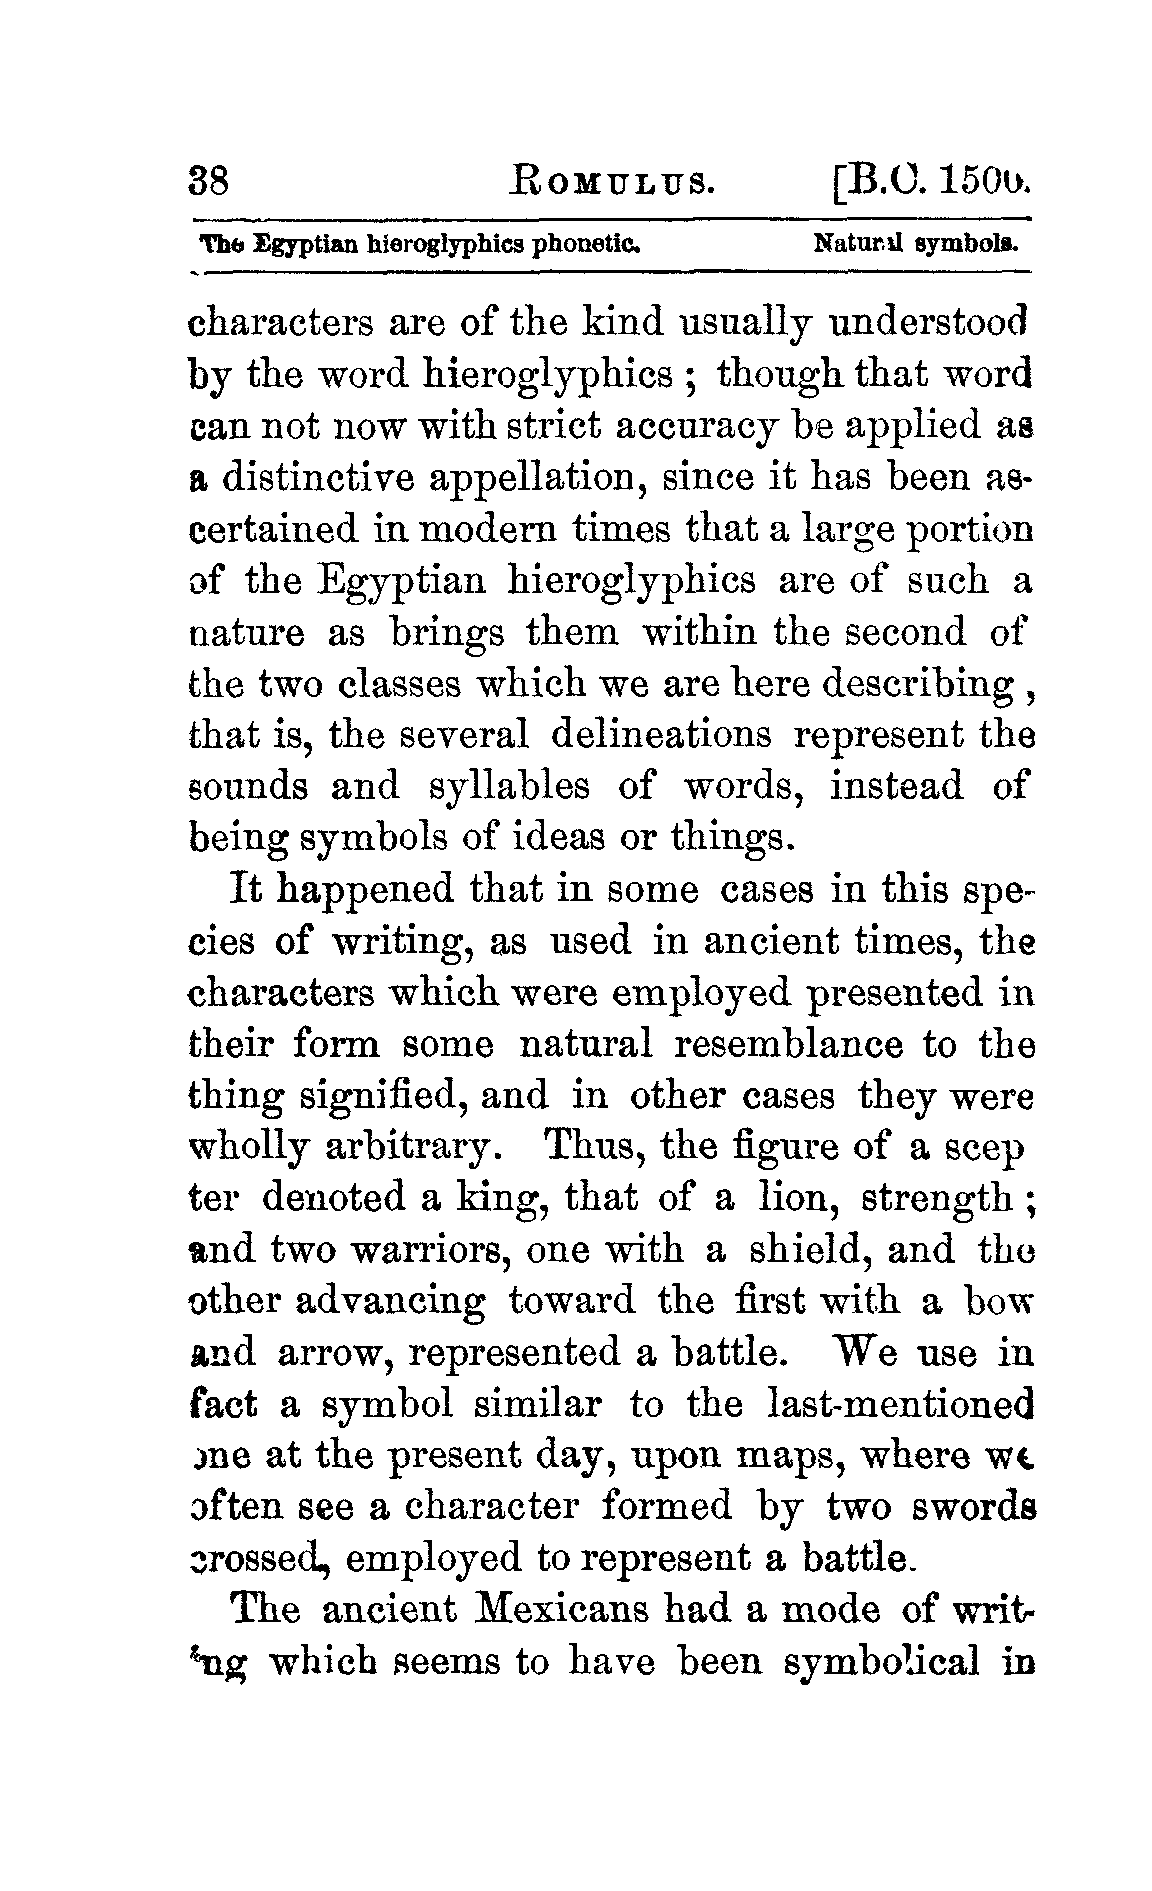 38 ROMULUS. [B.C. 1500.
The Egyptian hieroglyphics phonetic. Natural symbols.
characters are of the kind usually understood
by the word hieroglyphics ; though that word
can not now with strict accuracy be applied as
a distinctive appellation, since it has been as-
certained in modern times that a large portion
of the Egyptian hieroglyphics are of such a
nature as brings them within the second of
the two classes which we are here describing ,
that is, the several delineations represent the
sounds and syllables of words, instead of
being symbols of ideas or things.
It happened that in some cases in this spe-
cies of writing, as used in ancient times, the
characters which were employed presented in
their form some natural resemblance to the
thing signified, and in other cases they were
wholly arbitrary. Thus, the figure of a scep
ter denoted a king, that of a lion, strength ;
and two warriors, one with a shield, and the
other advancing toward the first with a bow
and arrow, represented a battle. We use in
fact a symbol similar to the last-mentioned
one at the present day, upon maps, where we
often see a character formed by two swords
crossed, employed to represent a battle.
The ancient Mexicans had a mode of writ-
ing which seems to have been symbolical in